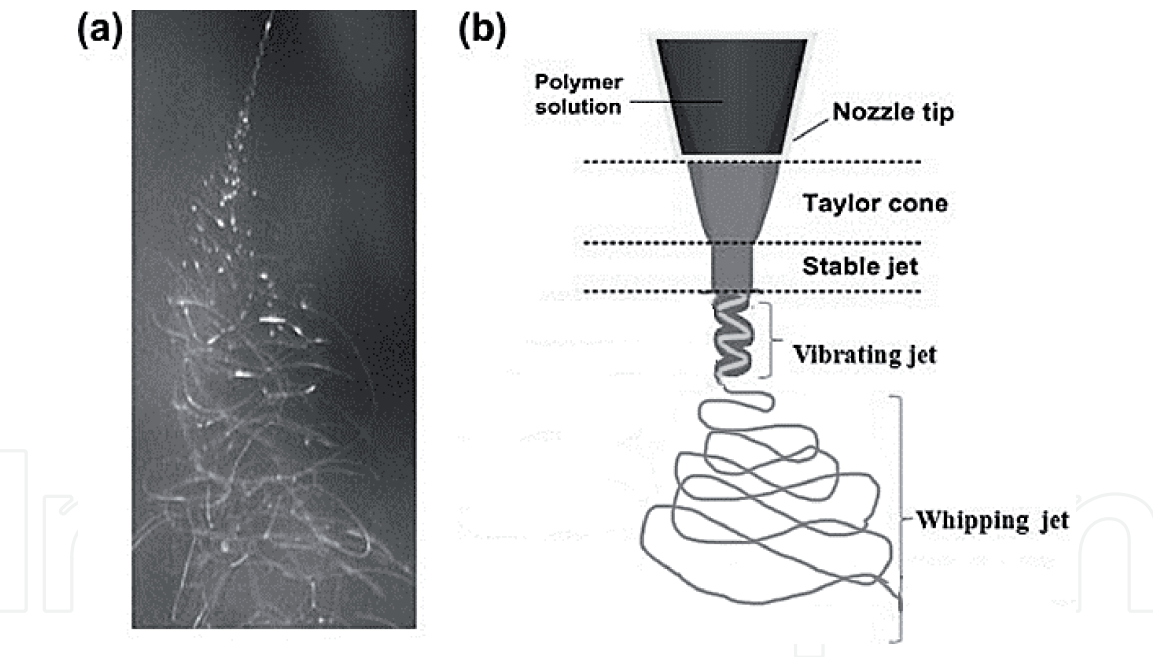 (a)
(b)
Polymer
solution
Nozzle tip
Taylor cone
Stable jet
Vibrating jet
Whipping jet